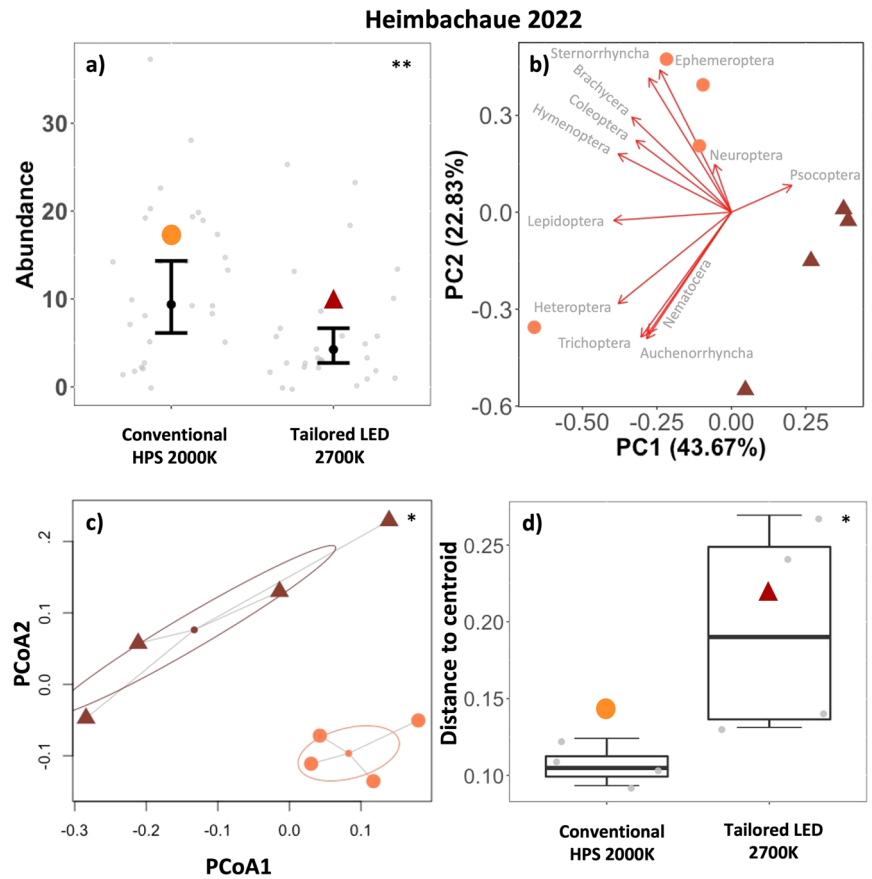 Heimbachaue 2022
a)
**
Abundance
30
20
10
0
Conventional
HPS 2000K
Tailored LED
2700K
b)
Sternorrhyncha
Ephemeroptera
Brachycera
Coleoptera
Hymenoptera
Neuroptera
Psocoptera
Lepidoptera
Heteroptera
Nematocera
Trichoptera
Auchenorrhyncha
PC2 (22.83%)
0.3
0.0
-0.3
-0.6
-0.50
-0.25
0.00
0.25
PC1 (43.67%)
c)
*
PCoA2
.2
0.1
0.0
-0.1
-0.3
-0.2
-0.1
0.0
0.1
PCoA1
d)
*
Distance to centroid
0.25
0.20
0.15
0.10
Conventional
HPS 2000K
Tailored LED
2700K